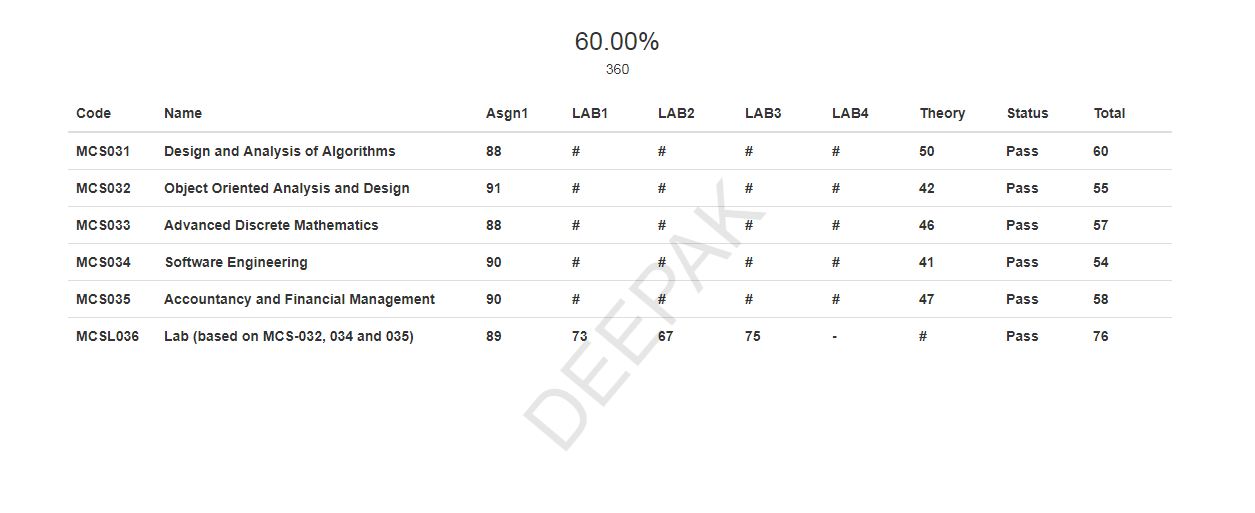 60.00%
360
Code Name Asgn1 LAB1 LAB2 LAB3 LAB4 Theory Status Total
MCS031 Design and Analysis of Algorithms 88 # # # # 50 Pass 60
MCS032 Object Oriented Analysis and Design 91 # # # # 42 Pass 55
MCS033 Advanced Discrete Mathematics 88 # # # # 46 Pass 57
MCS034 Software Engineering 90 # # # # 41 Pass 54
MCS035 Accountancy and Financial Management 90 # # # # 47 Pass 58
MCSL036 Lab (based on MCS-032, 034 and 035) 89 73 67 75 - # Pass 76
DEEPAK